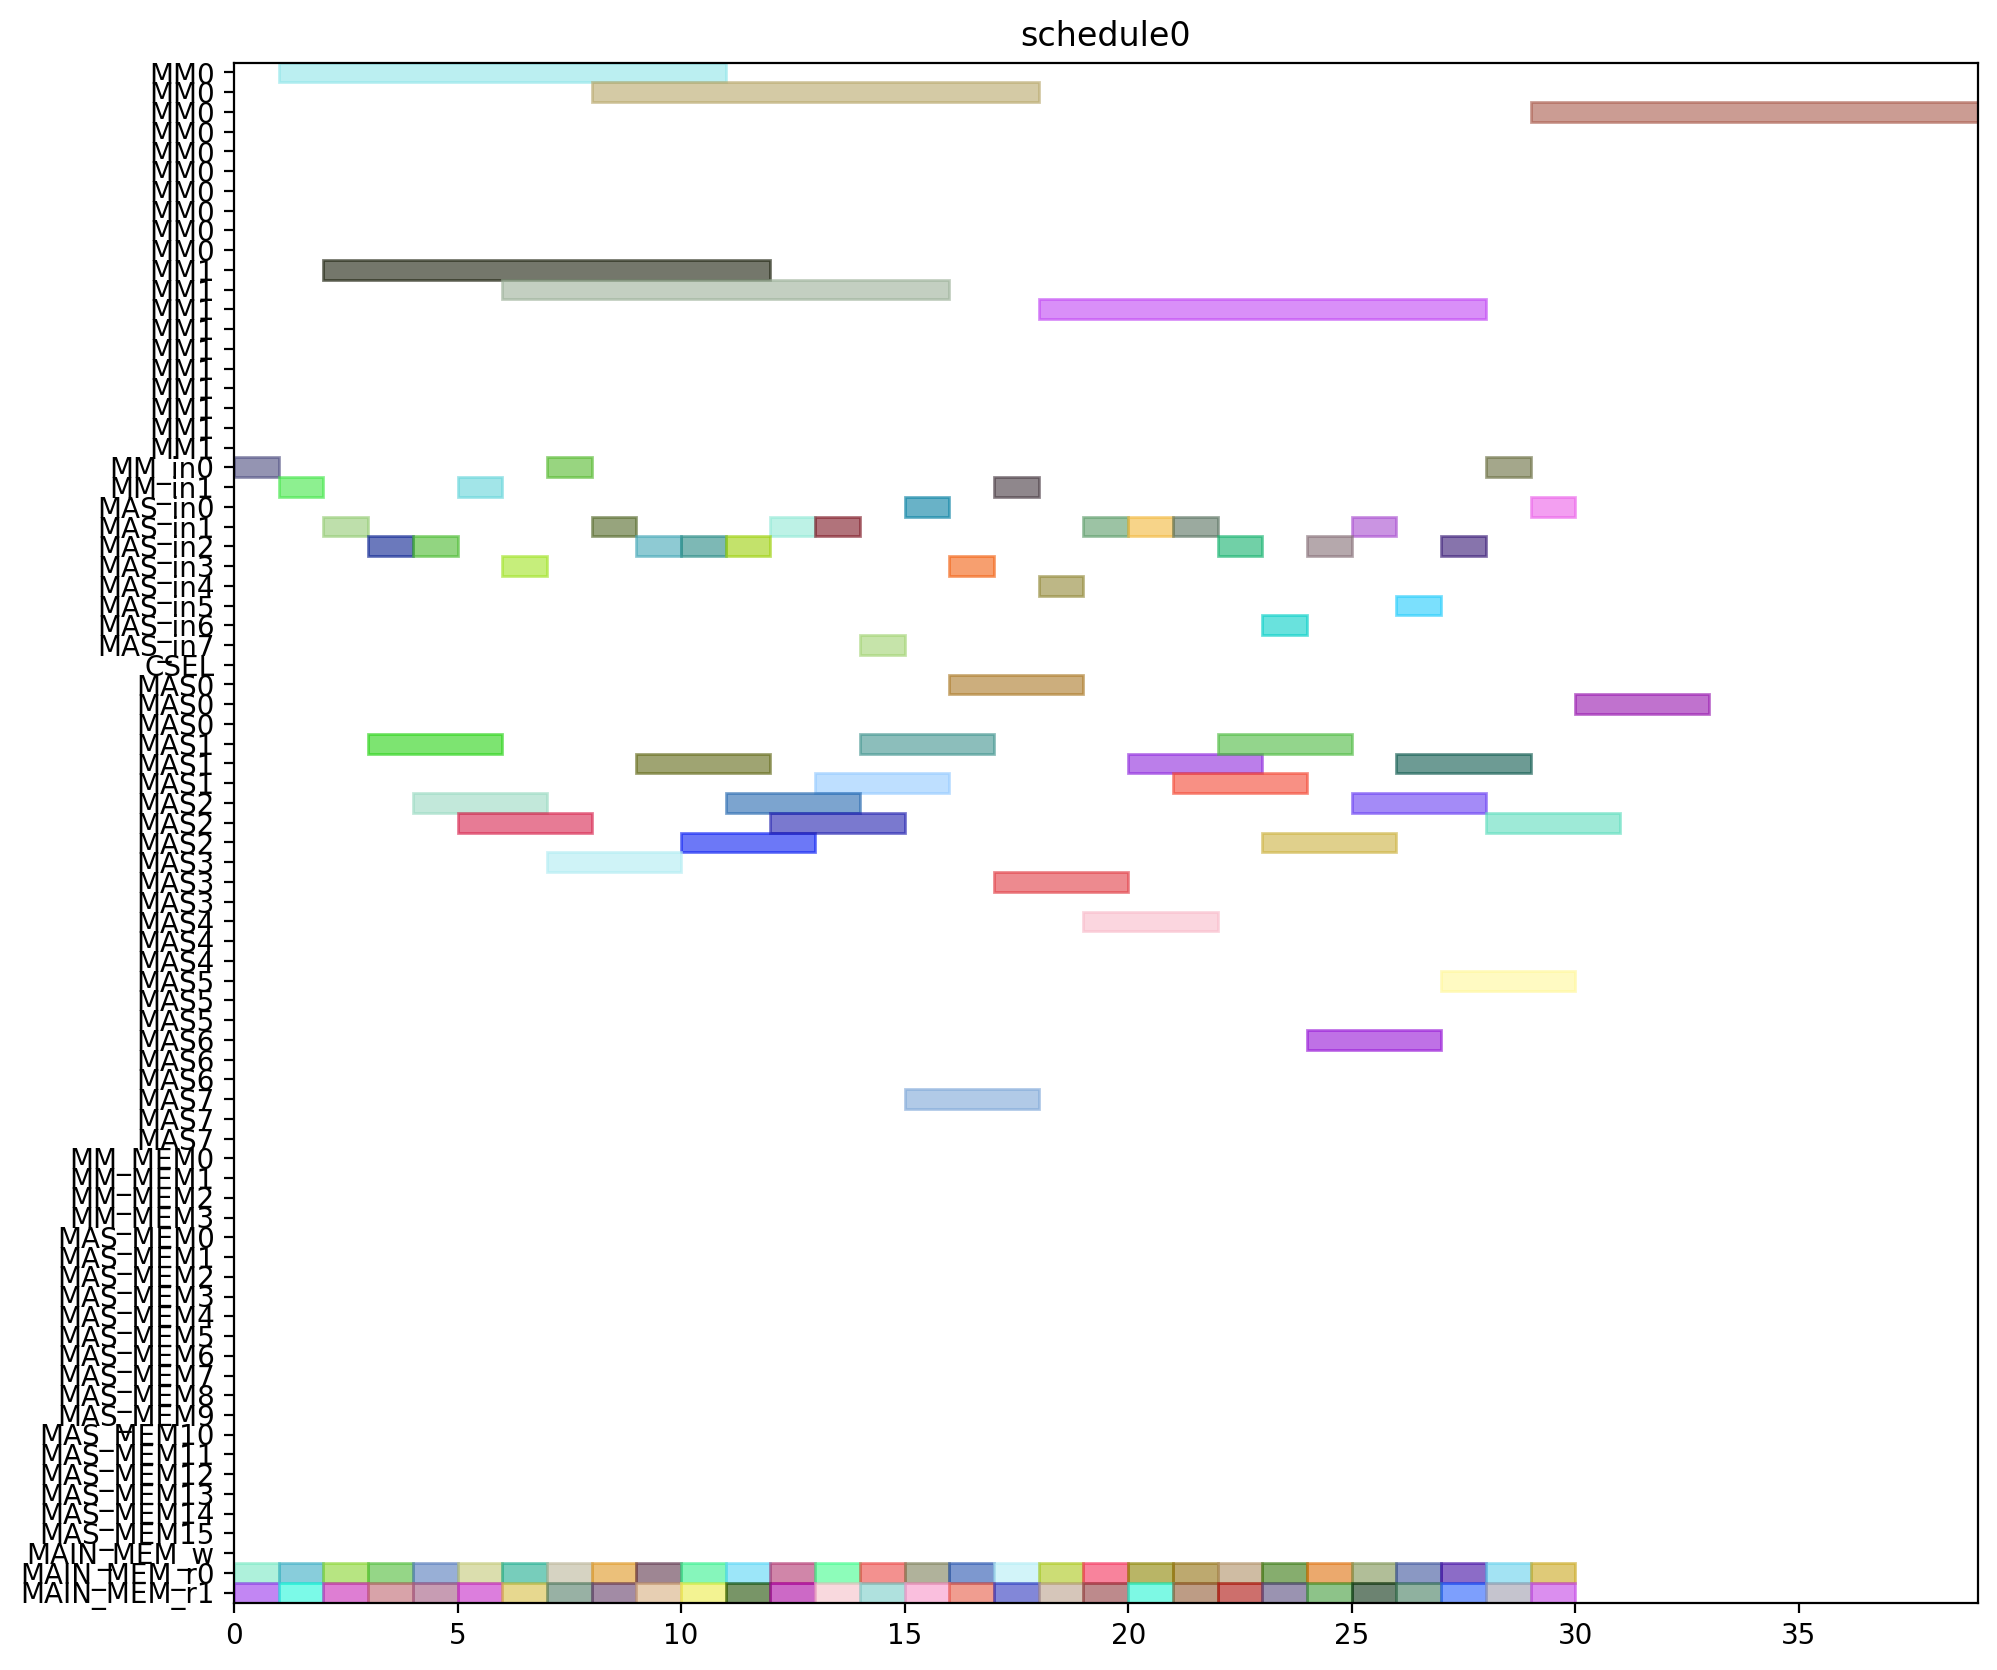 schedule0
MM0
MM0
MM0
MM0
MM0
MM0
MM0
MM0
MM0
MM0
MM1
MM1
MM1
MM1
MM1
MM1
MM1
MM1
MM1
MM1
MM_in0
MM_in1
MAS_in0
MAS_in1
MAS_in2
MAS_in3
MAS_in4
MAS_in5
MAS_in6
MAS_in7
CSEL
MAS0
MAS0
MAS0
MAS1
MAS1
MAS1
MAS2
MAS2
MAS2
MAS3
MAS3
MAS3
MAS4
MAS4
MAS4
MAS5
MAS5
MAS5
MAS6
MAS6
MAS6
MAS7
MAS7
MAS7
MM_MEM0
MM_MEM1
MM_MEM2
MM_MEM3
MAS_MEM0
MAS_MEM1
MAS_MEM2
MAS_MEM3
MAS_MEM4
MAS_MEM5
MAS_MEM6
MAS_MEM7
MAS_MEM8
MAS_MEM9
MAS_MEM10
MAS_MEM11
MAS_MEM12
MAS_MEM13
MAS_MEM14
MAS_MEM15
MAIN_MEM_w
MAIN_MEM_r0
MAIN_MEM_r1
0 5 10 15 20 25 30 35